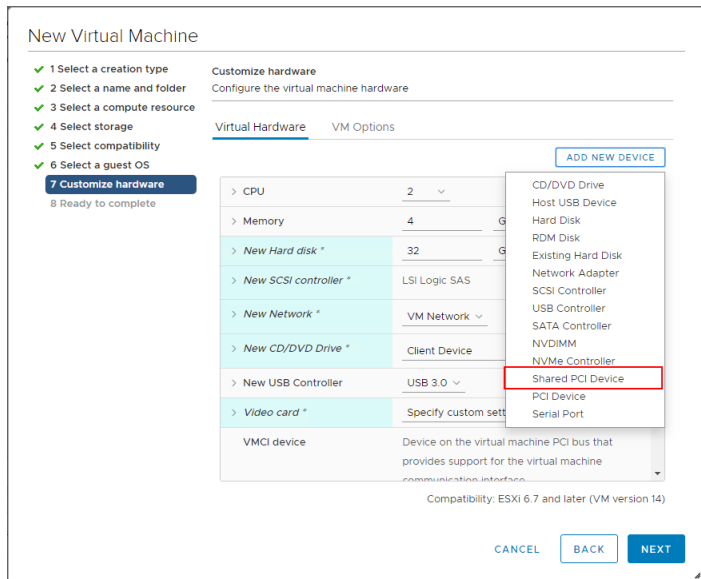 New Virtual Machine
1 Select a creation type
2 Select a name and folder
3 Select a compute resource
4 Select storage
5 Select compatibility
6 Select a guest OS
7 Customize hardware
8 Ready to complete
Customize hardware
Configure the virtual machine hardware
Virtual Hardware VM Options
ADD NEW DEVICE
> CPU 2
> Memory 4 G
> New Hard disk * 32 G
> New SCSI controller * LSI Logic SAS
> New Network * VM Network
> New CD/DVD Drive * Client Device
> New USB Controller USB 3.0
> Video card * Specify custom sett
VMCI device Device on the virtual machine PCI bus that
provides support for the virtual machine
communication interface
CD/DVD Drive
Host USB Device
Hard Disk
RDM Disk
Existing Hard Disk
Network Adapter
SCSI Controller
USB Controller
SATA Controller
NVDIMM
NVMe Controller
Shared PCI Device
PCI Device
Serial Port
Compatibility: ESXi 6.7 and later (VM version 14)
CANCEL BACK NEXT